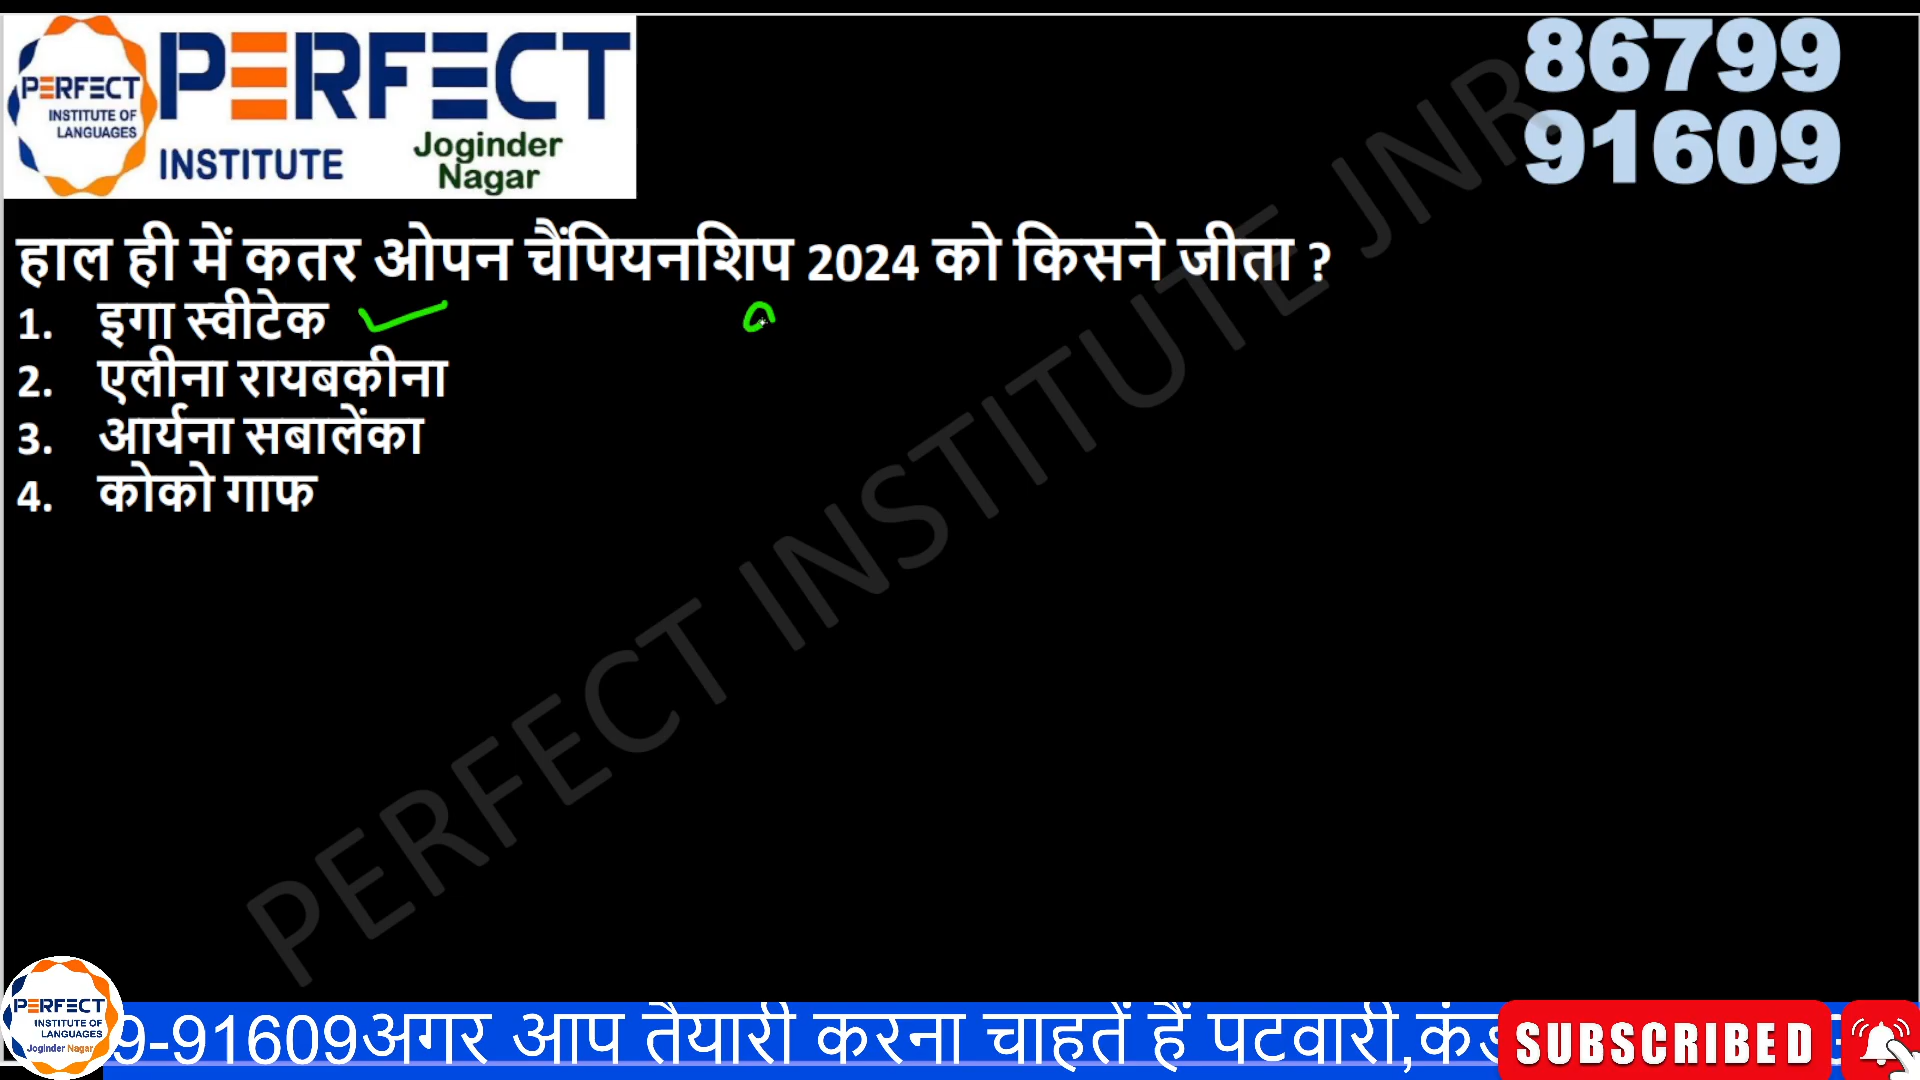 PERFECT
INSTITUTE OF
LANGUAGES
PERFECT
INSTITUTE
Joginder
Nagar
86799
91609
हाल ही में कतर ओपन चैंपियनशिप 2024 को किसने जीता ?
1. इगा स्वीटेक
2. एलीना रायबकीना
3. आर्यना सबालेंका
4. कोको गाफ
PERFECT INSTITUTE JNR
PERFECT
INSTITUTE OF
LANGUAGES
Joginder Nagar
9-91609अगर आप तैयारी करना चाहतें हैं पटवारी,कंड
SUBSCRIBED